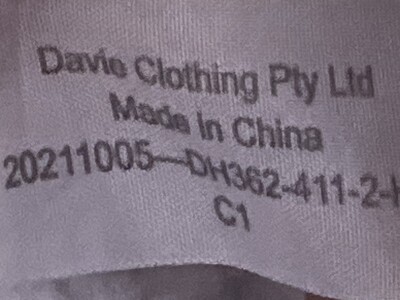 Davie Clothing Pty Ltd
Made In China
20211005—DH362-411-2-
C1